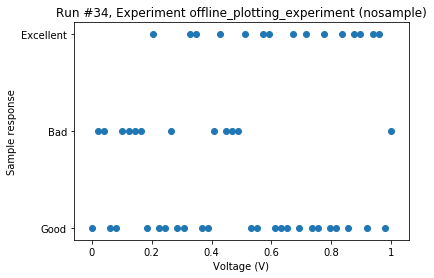 Run #34, Experiment offline_plotting_experiment (nosample)
Excellent
Bad
Good
Sample response
0
0.2
0.4
0.6
0.8
1
Voltage (V)